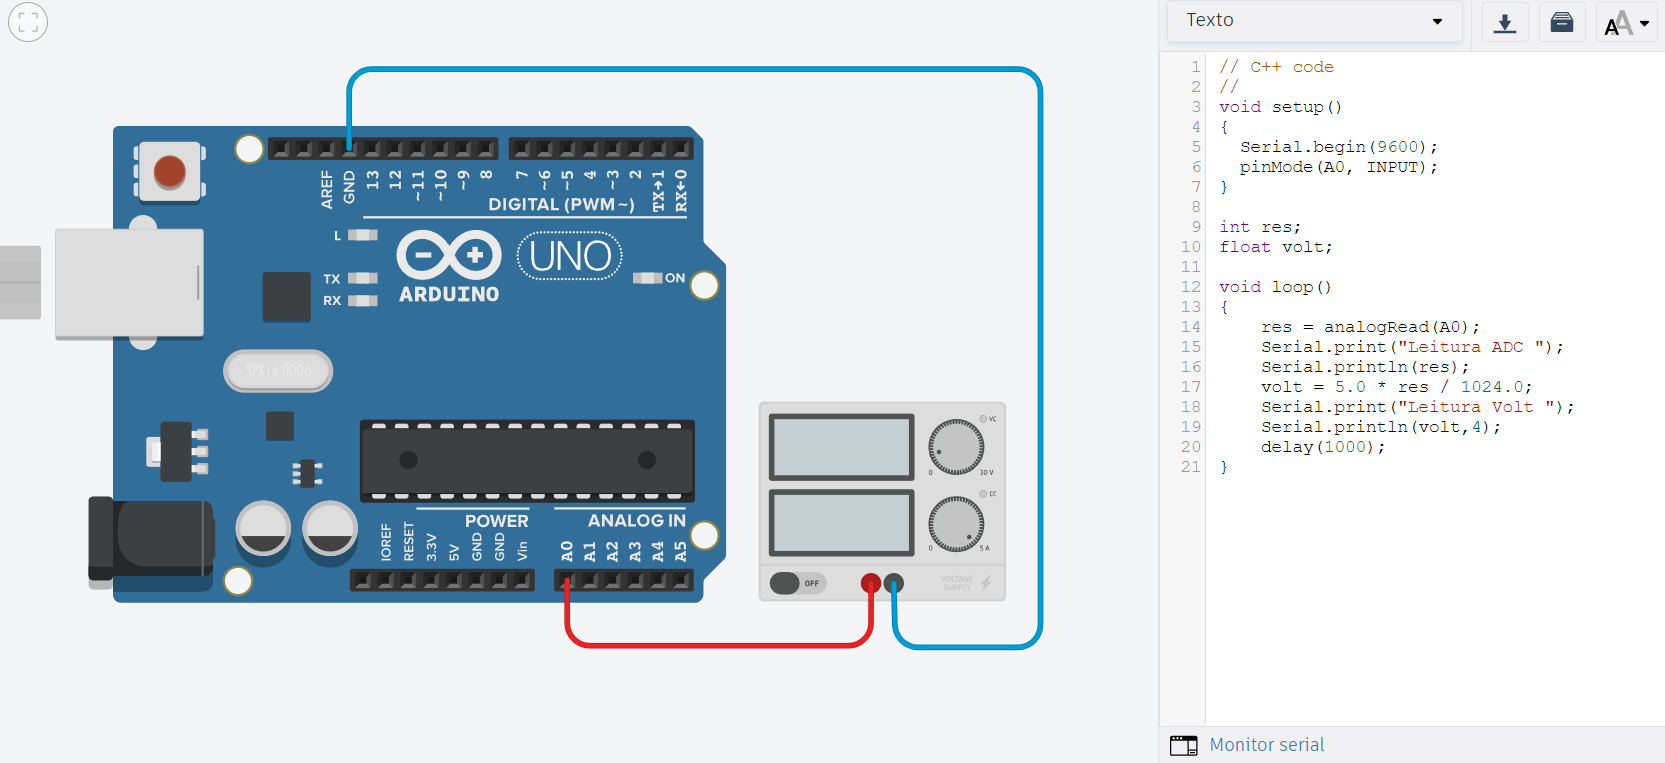 AREF
GND
13
12
~11
~10
~9
8
7
~6
~5
4
~3
2
TX→1
RX←0
DIGITAL (PWM~)
L
TX
RX
UNO
ON
ARDUINO
SPK16.000G
POWER
ANALOG IN
IOREF
RESET
3.3V
5V
GND
GND
Vin
A0
A1
A2
A3
A4
A5
VC
0
30 V
CC
0
5 A
OFF
VOLTAGE
SUPPLY
Texto
AA
1 // C++ code
2 //
3 void setup()
4 {
5 Serial.begin(9600);
6 pinMode(A0, INPUT);
7 }
8
9 int res;
10 float volt;
11
12 void loop()
13 {
14 res = analogRead(A0);
15 Serial.print("Leitura ADC ");
16 Serial.println(res);
17 volt = 5.0 * res / 1024.0;
18 Serial.print("Leitura Volt ");
19 Serial.println(volt,4);
20 delay(1000);
21 }
Monitor serial